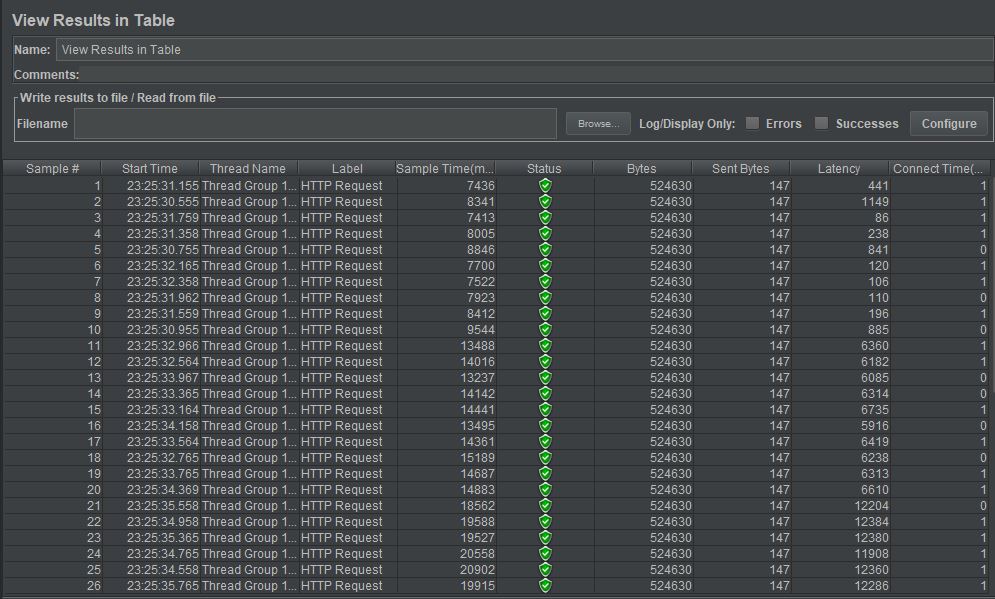 View Results in Table
Name: View Results in Table
Comments:
Write results to file / Read from file
Filename Browse... Log/Display Only: Errors Successes Configure
Sample # Start Time Thread Name Label Sample Time(m... Status Bytes Sent Bytes Latency Connect Time(...
1 23:25:31.155 Thread Group 1... HTTP Request 7436 524630 147 441 1
2 23:25:30.555 Thread Group 1... HTTP Request 8341 524630 147 1149 1
3 23:25:31.759 Thread Group 1... HTTP Request 7413 524630 147 86 1
4 23:25:31.358 Thread Group 1... HTTP Request 8005 524630 147 238 1
5 23:25:30.755 Thread Group 1... HTTP Request 8846 524630 147 841 0
6 23:25:32.165 Thread Group 1... HTTP Request 7700 524630 147 120 1
7 23:25:32.358 Thread Group 1... HTTP Request 7522 524630 147 106 1
8 23:25:31.962 Thread Group 1... HTTP Request 7923 524630 147 110 0
9 23:25:31.559 Thread Group 1... HTTP Request 8412 524630 147 196 1
10 23:25:30.955 Thread Group 1... HTTP Request 9544 524630 147 885 0
11 23:25:32.966 Thread Group 1... HTTP Request 13488 524630 147 6360 1
12 23:25:32.564 Thread Group 1... HTTP Request 14016 524630 147 6182 1
13 23:25:33.967 Thread Group 1... HTTP Request 13237 524630 147 6085 0
14 23:25:33.365 Thread Group 1... HTTP Request 14142 524630 147 6314 0
15 23:25:33.164 Thread Group 1... HTTP Request 14441 524630 147 6735 1
16 23:25:34.158 Thread Group 1... HTTP Request 13495 524630 147 5916 0
17 23:25:33.564 Thread Group 1... HTTP Request 14361 524630 147 6419 1
18 23:25:32.765 Thread Group 1... HTTP Request 15189 524630 147 6238 0
19 23:25:33.765 Thread Group 1... HTTP Request 14687 524630 147 6313 1
20 23:25:34.369 Thread Group 1... HTTP Request 14883 524630 147 6610 1
21 23:25:35.558 Thread Group 1... HTTP Request 18562 524630 147 12204 0
22 23:25:34.958 Thread Group 1... HTTP Request 19588 524630 147 12384 1
23 23:25:35.365 Thread Group 1... HTTP Request 19527 524630 147 12380 1
24 23:25:34.765 Thread Group 1... HTTP Request 20558 524630 147 11908 1
25 23:25:34.558 Thread Group 1... HTTP Request 20902 524630 147 12360 1
26 23:25:35.765 Thread Group 1... HTTP Request 19915 524630 147 12286 1